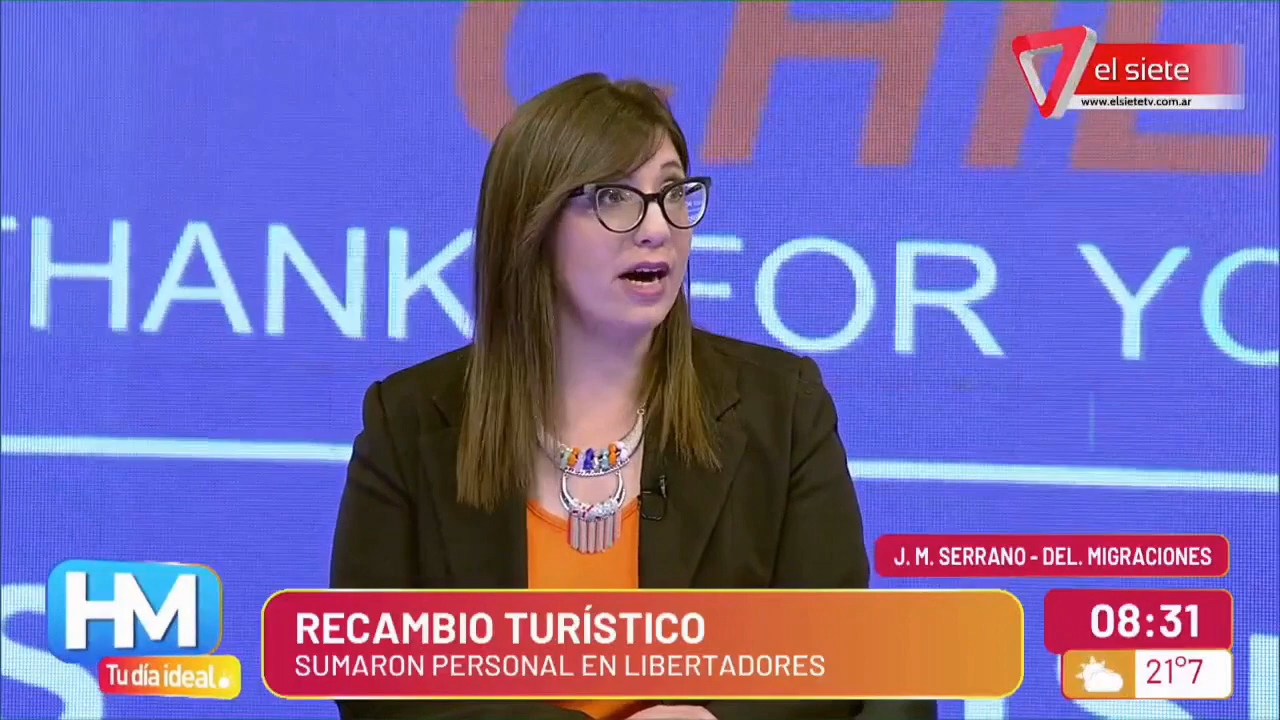 CHIL
el siete
www.elsietetv.com.ar
THANK FOR YO
J. M. SERRANO - DEL. MIGRACIONES
HM
Tu día ideal.
RECAMBIO TURÍSTICO
SUMARON PERSONAL EN LIBERTADORES
08:31
21°7